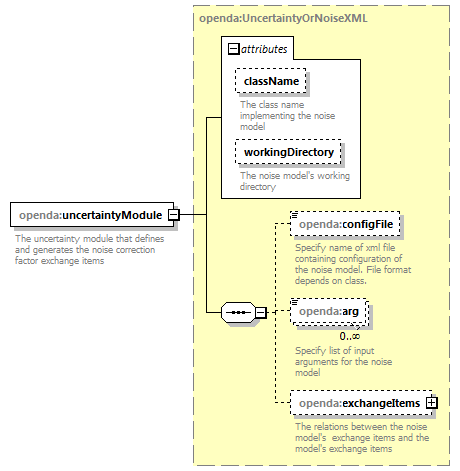 openda:UncertaintyOrNoiseXML
attributes
className
The class name
implementing the noise
model
workingDirectory
The noise model's working
directory
openda:uncertaintyModule
The uncertainty module that defines
and generates the noise correction
factor exchange items
openda:configFile
Specify name of xml file
containing configuration of
the noise model. File format
depends on class.
openda:arg
0..∞
Specify list of input
arguments for the noise
model
openda:exchangeItems
The relations between the noise
model's exchange items and the
model's exchange items